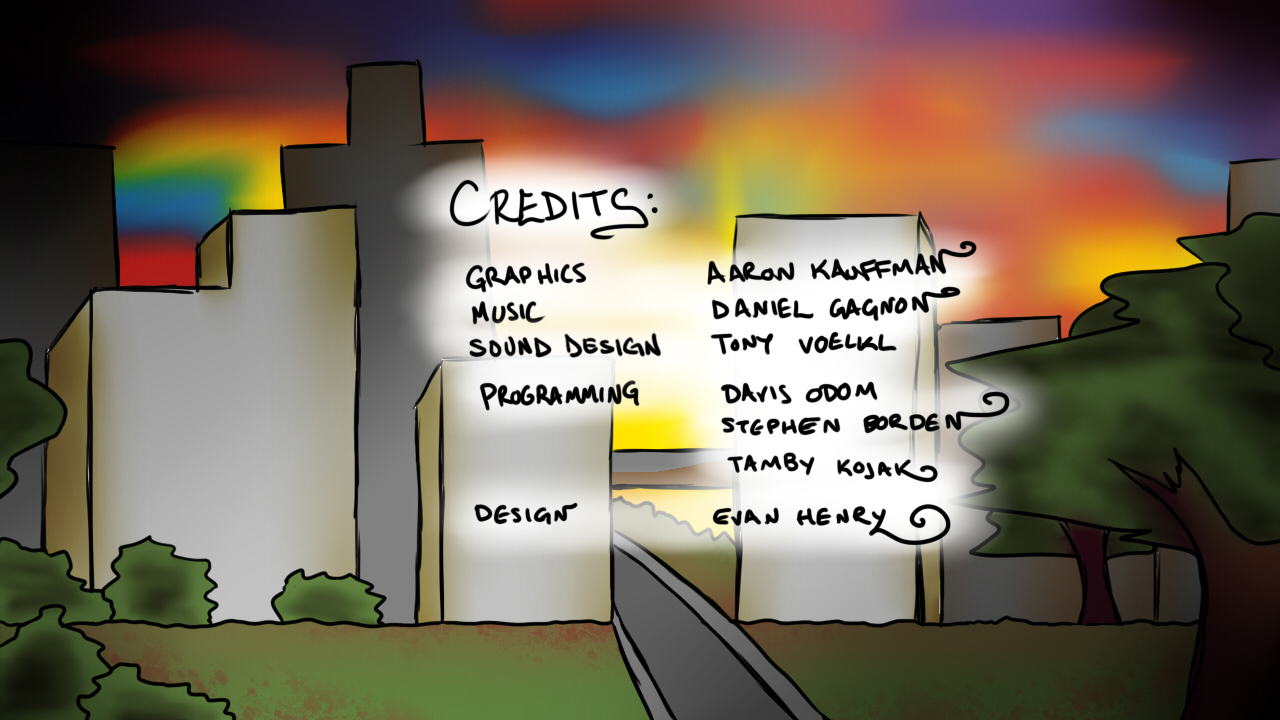 CREDITS:
GRAPHICS AARON KAUFFMAN
MUSIC DANIEL GAGNON
SOUND DESIGN TONY VOELKL
PROGRAMMING DAVIS ODOM
STEPHEN BORDEN
TAMBY KOJAK
DESIGN EVAN HENRY